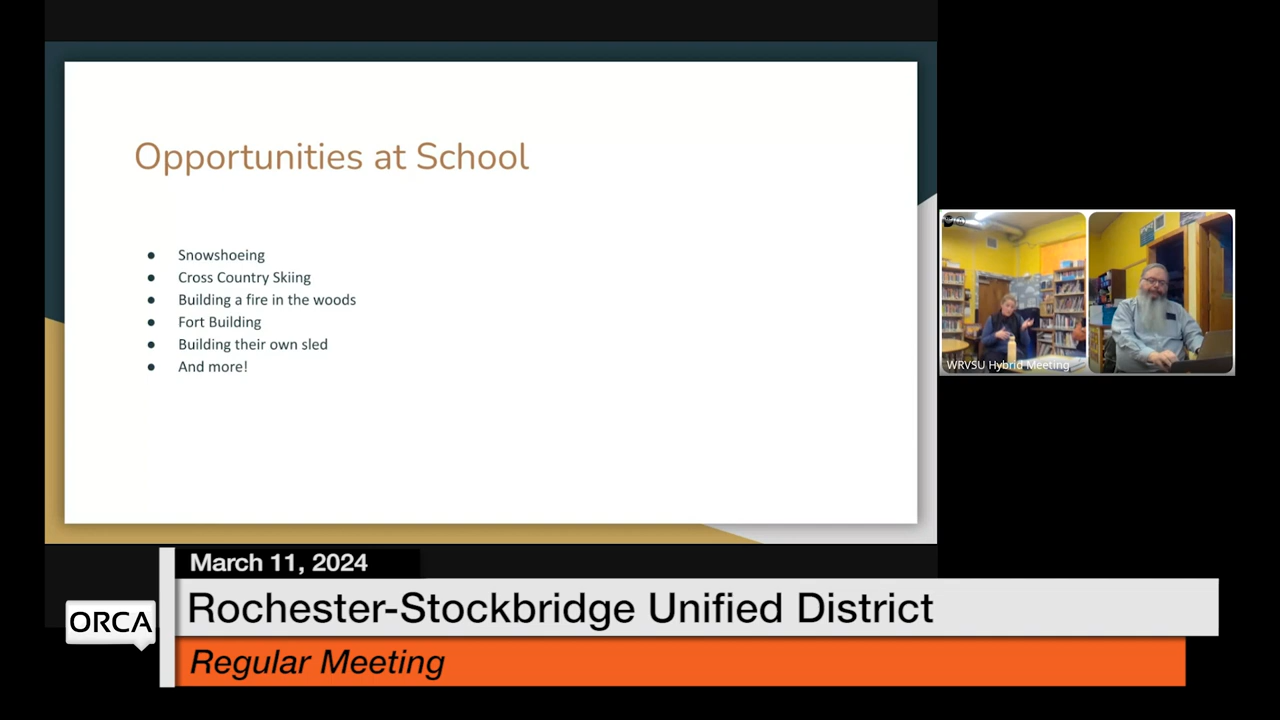 Opportunities at School
● Snowshoeing
● Cross Country Skiing
● Building a fire in the woods
● Fort Building
● Building their own sled
● And more!
WRVSU Hybrid Meeting
March 11, 2024
ORCA
Rochester-Stockbridge Unified District
Regular Meeting